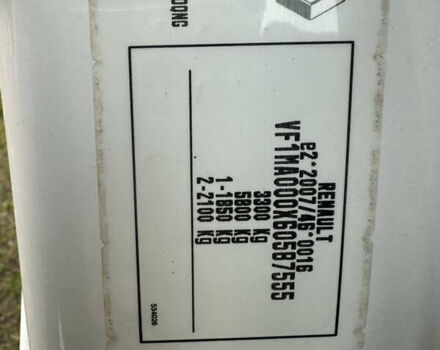 RENAULT
e2*2007/46*0016
VF1MA000X60587555
3300 Kg
5800 Kg
1-1850 Kg
2-2100 Kg
534026